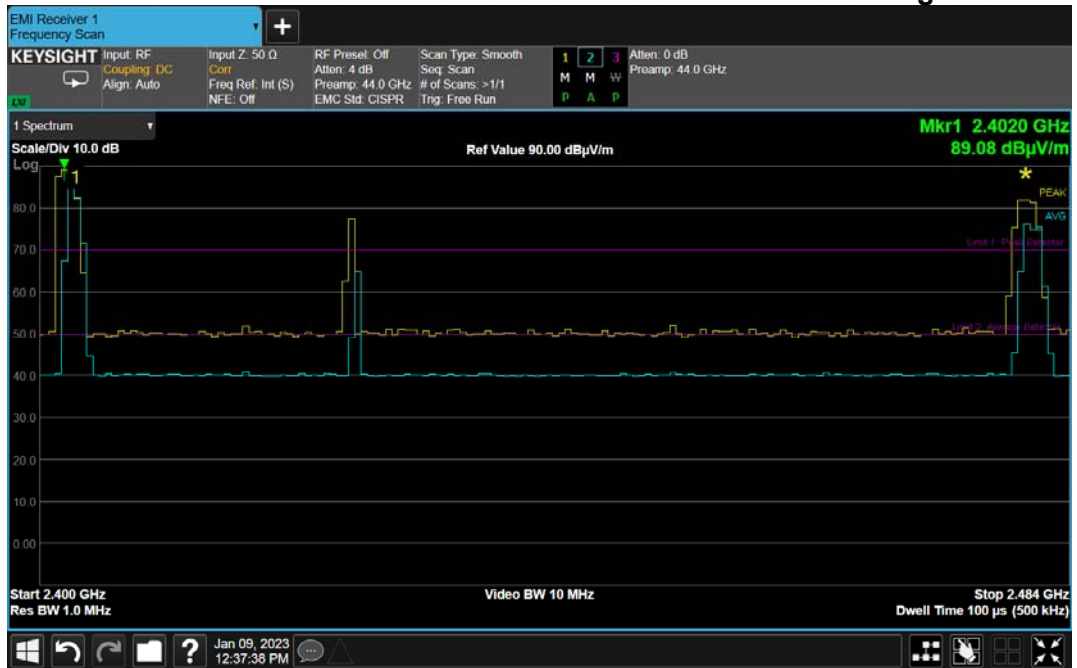 EMI Receiver 1
Frequency Scan
KEYSIGHT
Input: RF
Coupling: DC
Align: Auto
Input Z: 50 Ω
Corr
Freq Ref: Int (S)
NFE: Off
RF Presel: Off
Atten: 4 dB
Preamp: 44.0 GHz
EMC Std: CISPR
Scan Type: Smooth
Seq: Scan
# of Scans: >1/1
Trig: Free Run
1 2 3
M M W
P A P
Atten: 0 dB
Preamp: 44.0 GHz
LXI
1 Spectrum
Mkr1 2.4020 GHz
Scale/Div 10.0 dB
Ref Value 90.00 dBµV/m
89.08 dBµV/m
Log
1
*
PEAK
80.0
AVG
Limit 1: Peak Detector
70.0
60.0
Limit 2: Average Detector
50.0
40.0
30.0
20.0
10.0
0.00
Start 2.400 GHz
Video BW 10 MHz
Stop 2.484 GHz
Res BW 1.0 MHz
Dwell Time 100 µs (500 kHz)
?
Jan 09, 2023
12:37:38 PM